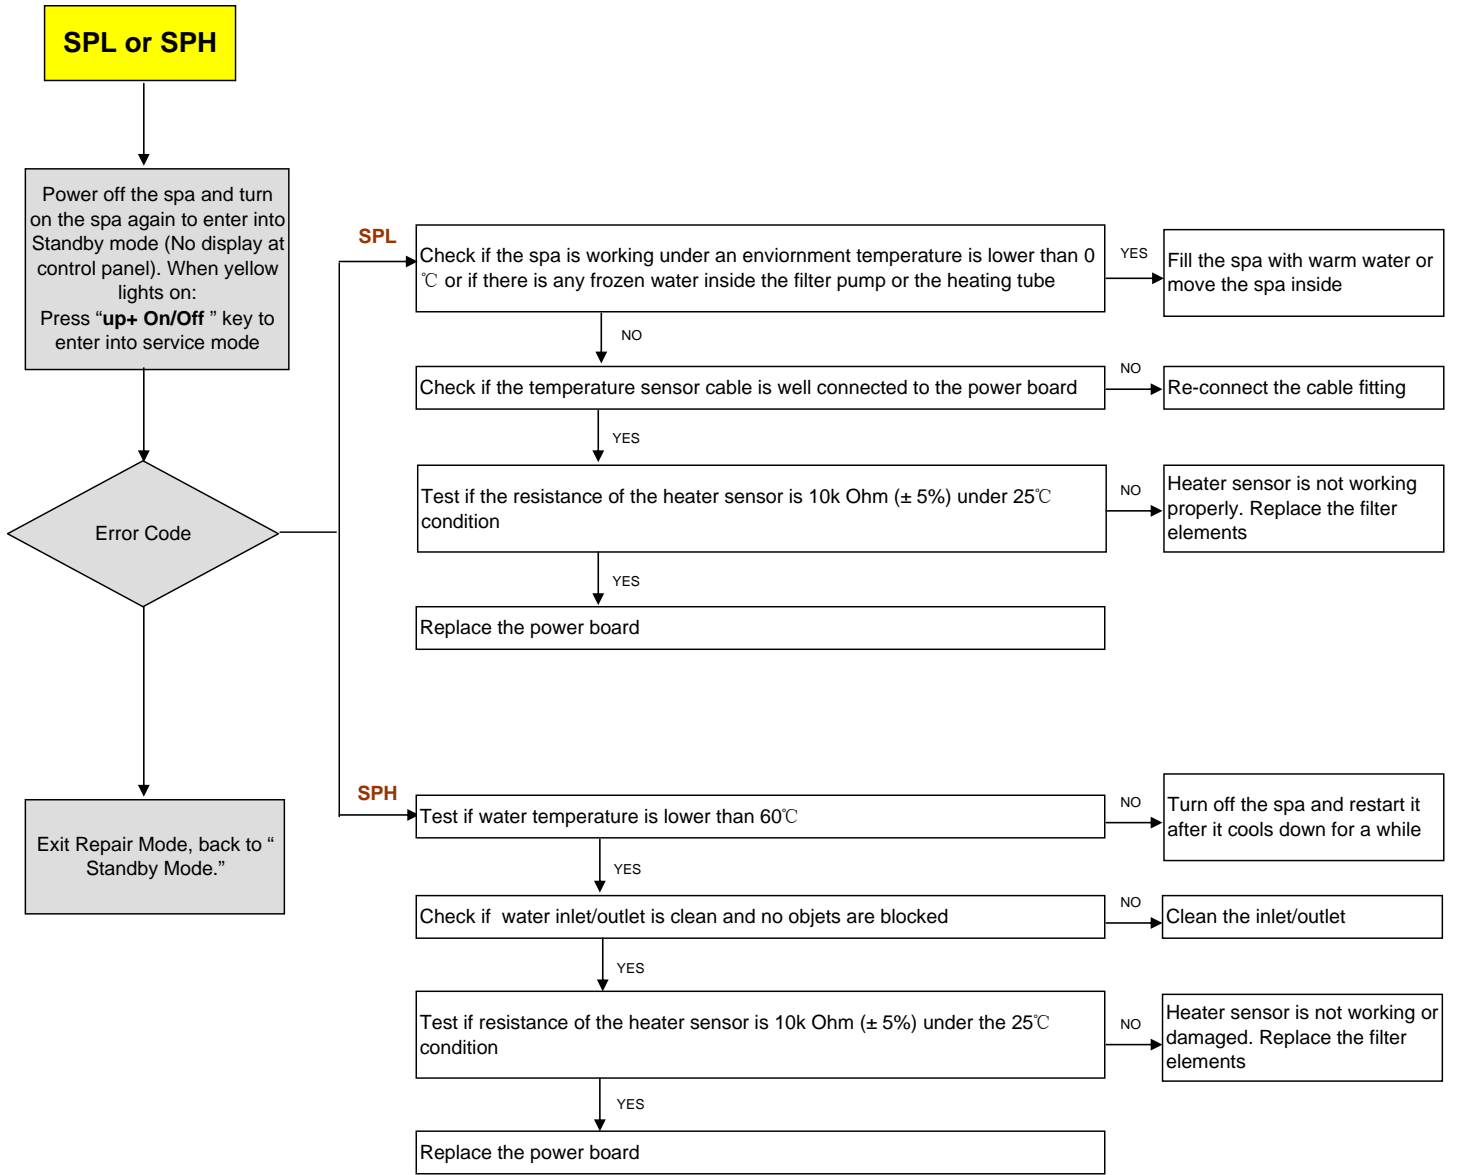 SPL or SPH
Power off the spa and turn
on the spa again to enter into
Standby mode (No display at
control panel). When yellow
lights on:
Press “up+ On/Off ” key to
enter into service mode
Error Code
Exit Repair Mode, back to “
Standby Mode.”
SPL
Check if the spa is working under an enviornment temperature is lower than 0
℃ or if there is any frozen water inside the filter pump or the heating tube
YES
Fill the spa with warm water or
move the spa inside
NO
Check if the temperature sensor cable is well connected to the power board
NO
Re-connect the cable fitting
YES
Test if the resistance of the heater sensor is 10k Ohm (± 5%) under 25℃
condition
NO
Heater sensor is not working
properly. Replace the filter
elements
YES
Replace the power board
SPH
Test if water temperature is lower than 60℃
NO
Turn off the spa and restart it
after it cools down for a while
YES
Check if  water inlet/outlet is clean and no objets are blocked
NO
Clean the inlet/outlet
YES
Test if resistance of the heater sensor is 10k Ohm (± 5%) under the 25℃
condition
NO
Heater sensor is not working or
damaged. Replace the filter
elements
YES
Replace the power board